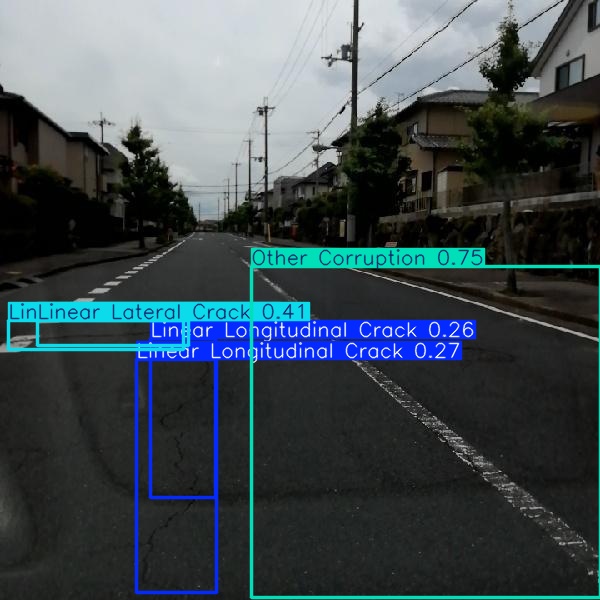 Other Corruption 0.75
LinLinear Lateral Crack 0.41
Linear Longitudinal Crack 0.26
Linear Longitudinal Crack 0.27